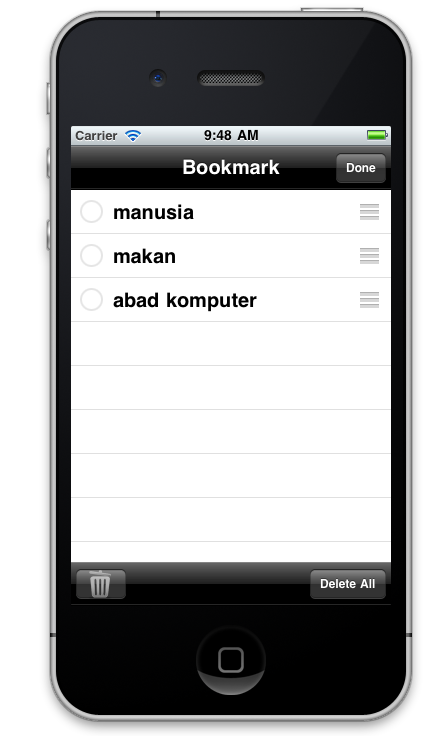 Carrier 9:48 AM
Bookmark Done
manusia
makan
abad komputer
Delete All